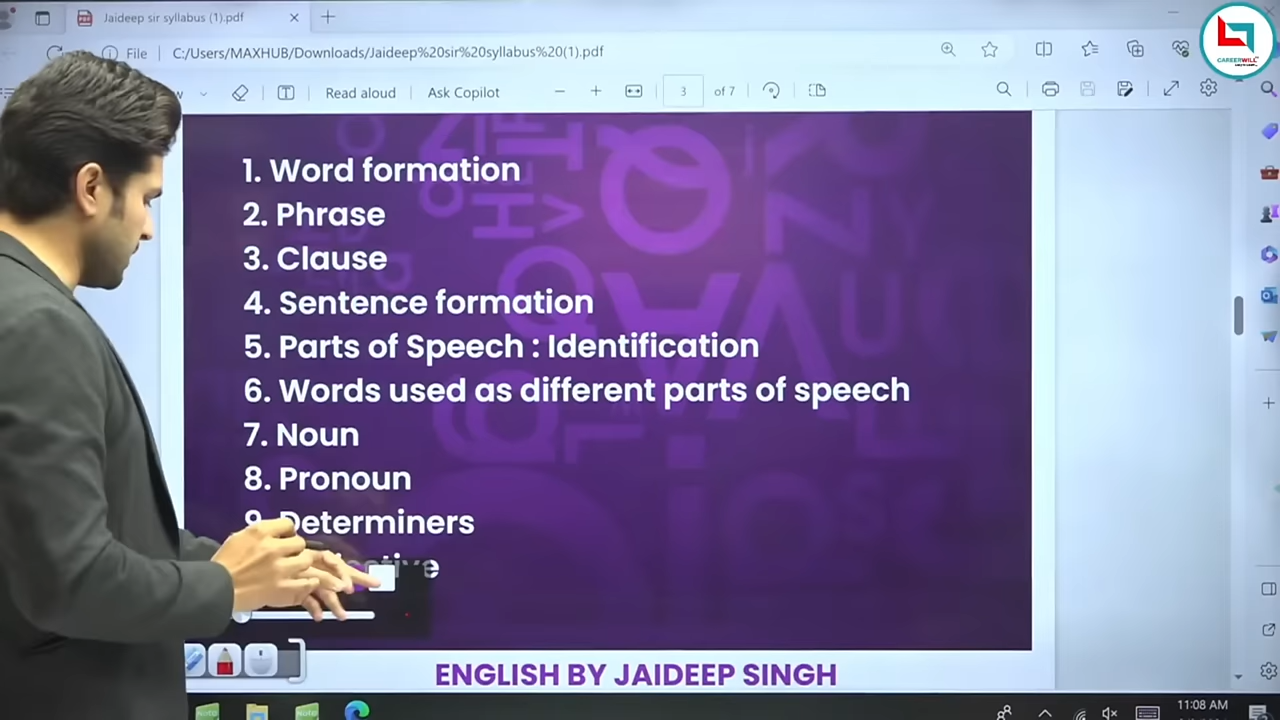 Jaideep sir syllabus (1).pdf
File
C:/Users/MAXHUB/Downloads/Jaideep%20sir%20syllabus%20(1).pdf
Read aloud
Ask Copilot
3 of 7
CAREERWILL
1. Word formation
2. Phrase
3. Clause
4. Sentence formation
5. Parts of Speech : Identification
6. Words used as different parts of speech
7. Noun
8. Pronoun
9. Determiners
ENGLISH BY JAIDEEP SINGH
11:08 AM